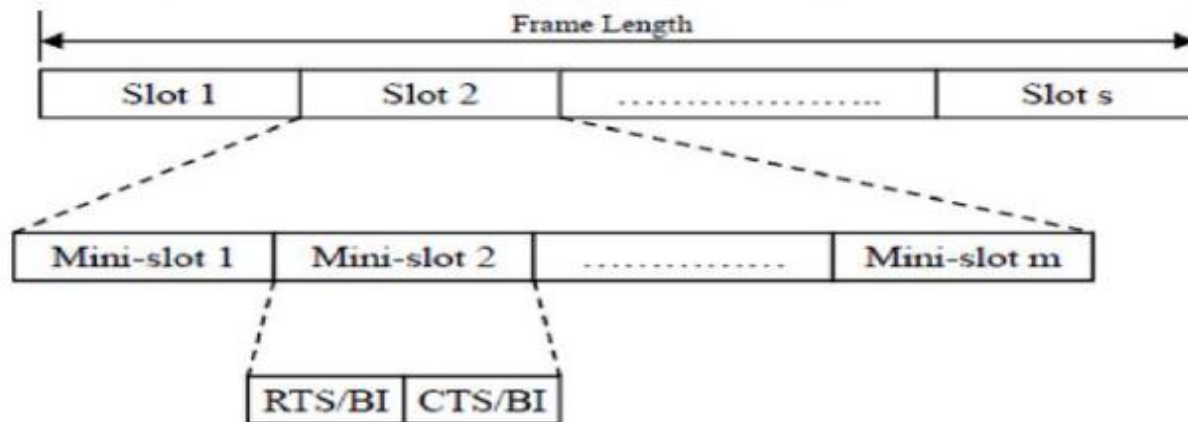 Frame Length
Slot 1 Slot 2 ...................... Slot s
Mini-slot 1 Mini-slot 2 ................ Mini-slot m
RTS/BI CTS/BI